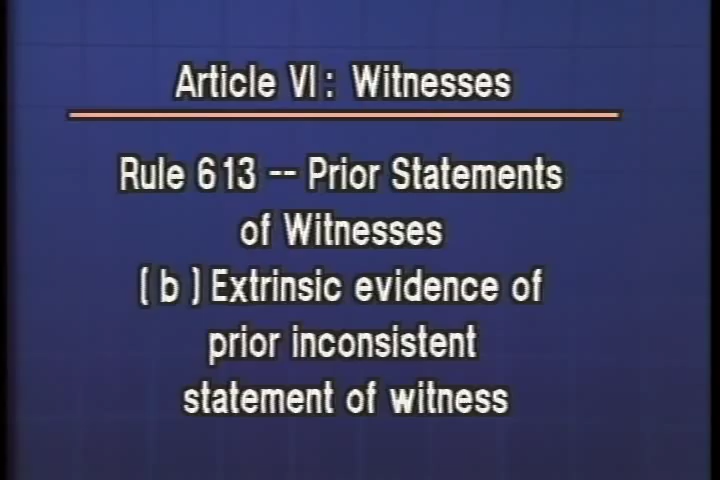 Article VI: Witnesses
Rule 613 -- Prior Statements
of Witnesses
(b) Extrinsic evidence of
prior inconsistent
statement of witness